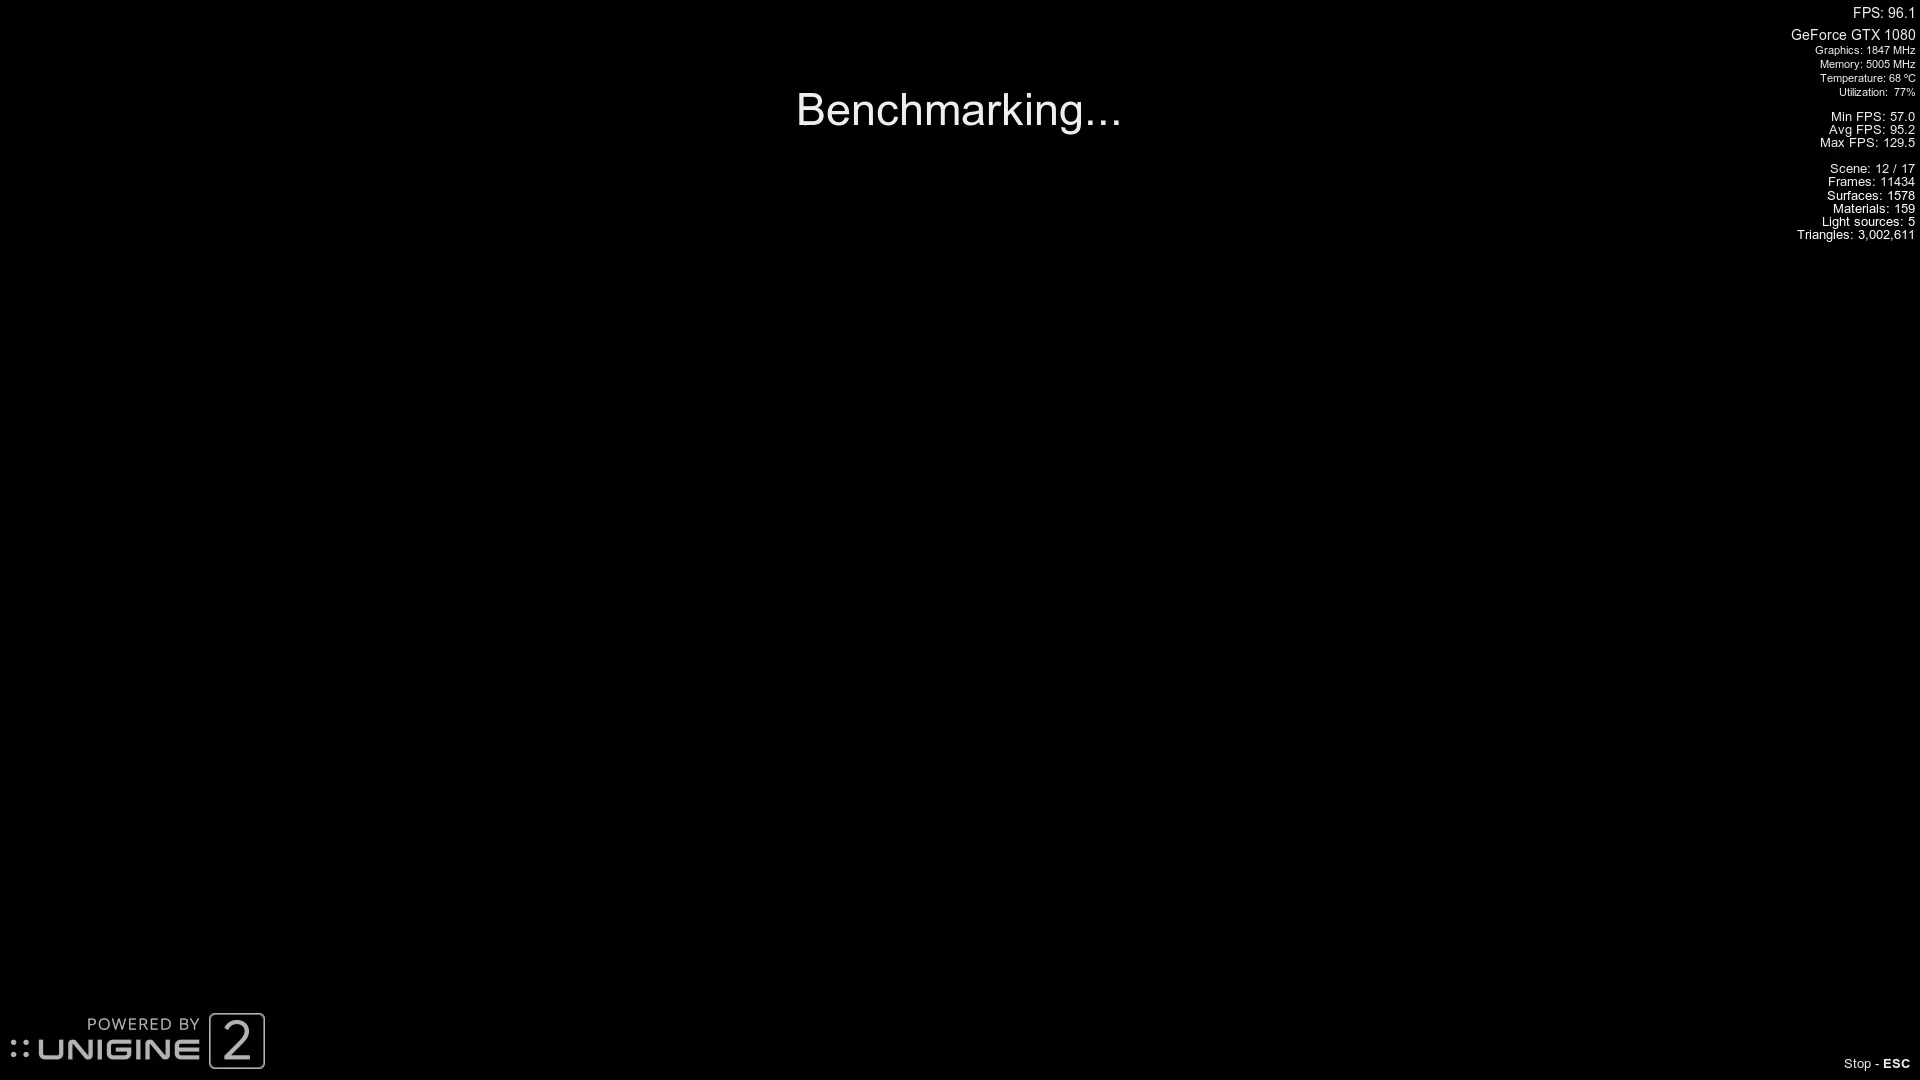 FPS: 96.1
GeForce GTX 1080
Graphics: 1847 MHz
Memory: 5005 MHz
Temperature: 68 ºC
Utilization:  77%
Benchmarking...
Min FPS: 57.0
Avg FPS: 95.2
Max FPS: 129.5
Scene: 12 / 17
Frames: 11434
Surfaces: 1578
Materials: 159
Light sources: 5
Triangles: 3,002,611
POWERED BY
UNIGINE 2
Stop - ESC